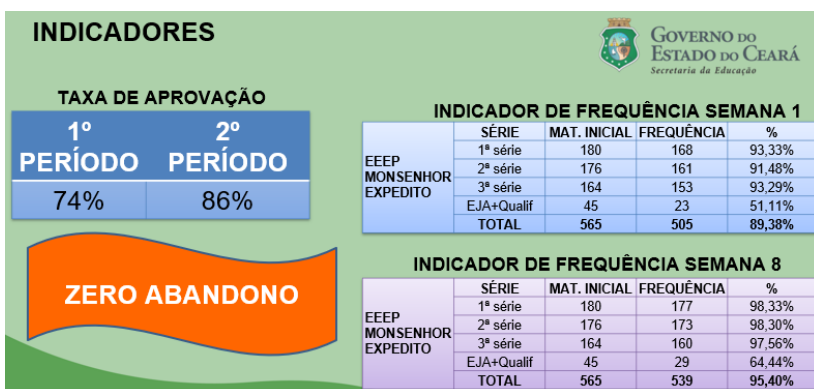 INDICADORES
GOVERNO DO
ESTADO DO CEARÁ
Secretaria da Educação
TAXA DE APROVAÇÃO
1º PERÍODO 2º PERÍODO
74% 86%
ZERO ABANDONO
INDICADOR DE FREQUÊNCIA SEMANA 1
EEEP MONSENHOR EXPEDITO
SÉRIE MAT. INICIAL FREQUÊNCIA %
1ª série 180 168 93,33%
2ª série 176 161 91,48%
3ª série 164 153 93,29%
EJA+Qualif 45 23 51,11%
TOTAL 565 505 89,38%
INDICADOR DE FREQUÊNCIA SEMANA 8
EEEP MONSENHOR EXPEDITO
SÉRIE MAT. INICIAL FREQUÊNCIA %
1ª série 180 177 98,33%
2ª série 176 173 98,30%
3ª série 164 160 97,56%
EJA+Qualif 45 29 64,44%
TOTAL 565 539 95,40%